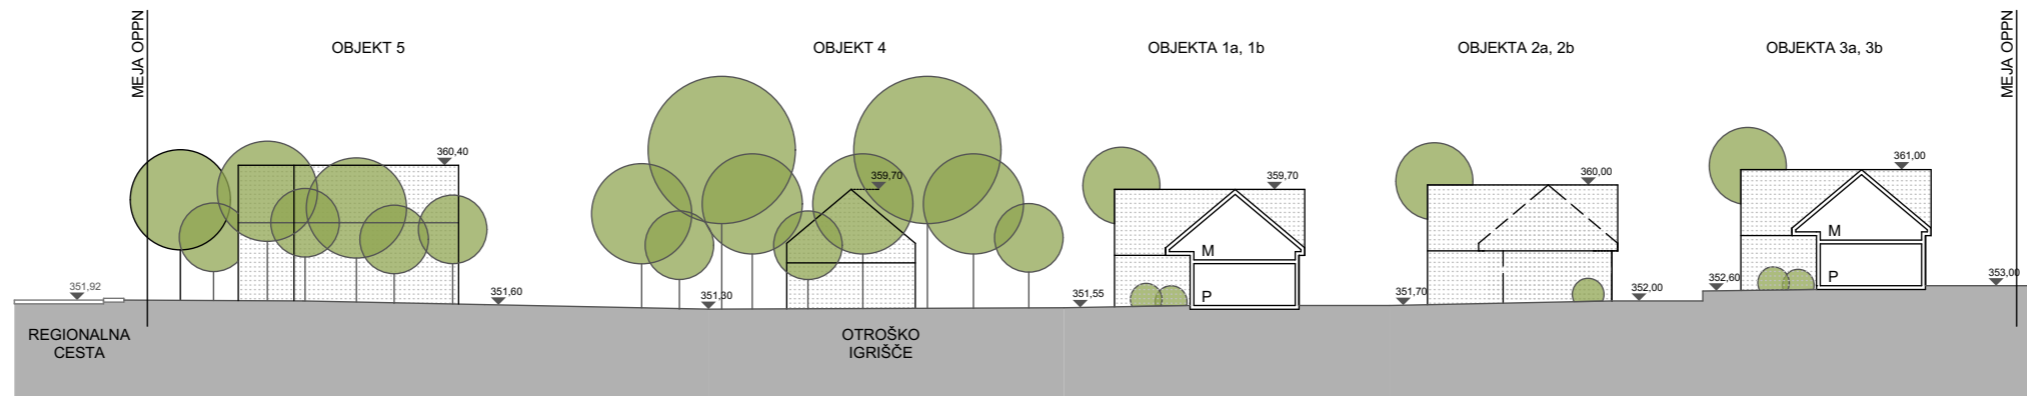 MEJA OPPN
OBJEKT 5
OBJEKT 4
OBJEKTA 1a, 1b
OBJEKTA 2a, 2b
OBJEKTA 3a, 3b
MEJA OPPN
360,40
359,70
359,70
360,00
361,00
M
P
M
P
351,92
351,60
351,30
351,55
351,70
352,00
352,60
353,00
REGIONALNA
CESTA
OTROŠKO
IGRIŠČE